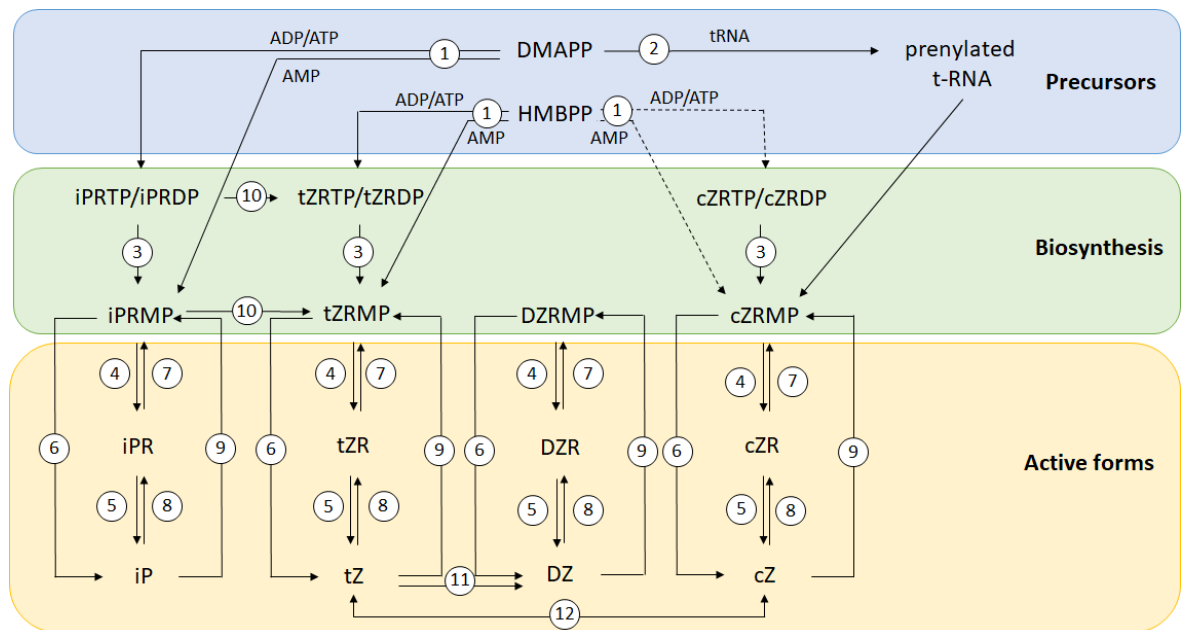 ADP/ATP 1 DMAPP 2 tRNA prenylated
t-RNA
Precursors
AMP
ADP/ATP 1 HMBPP 1 ADP/ATP
AMP AMP
iPRTP/iPRDP 10 tZRTP/tZRDP cZRTP/cZRDP
3 3 3 Biosynthesis
iPRMP 10 tZRMP DZRMP cZRMP
4 7 4 7 4 7 4 7
6 iPR 9 6 tZR 9 6 DZR 9 6 cZR 9 Active forms
5 8 5 8 5 8 5 8
iP tZ 11 DZ cZ
12